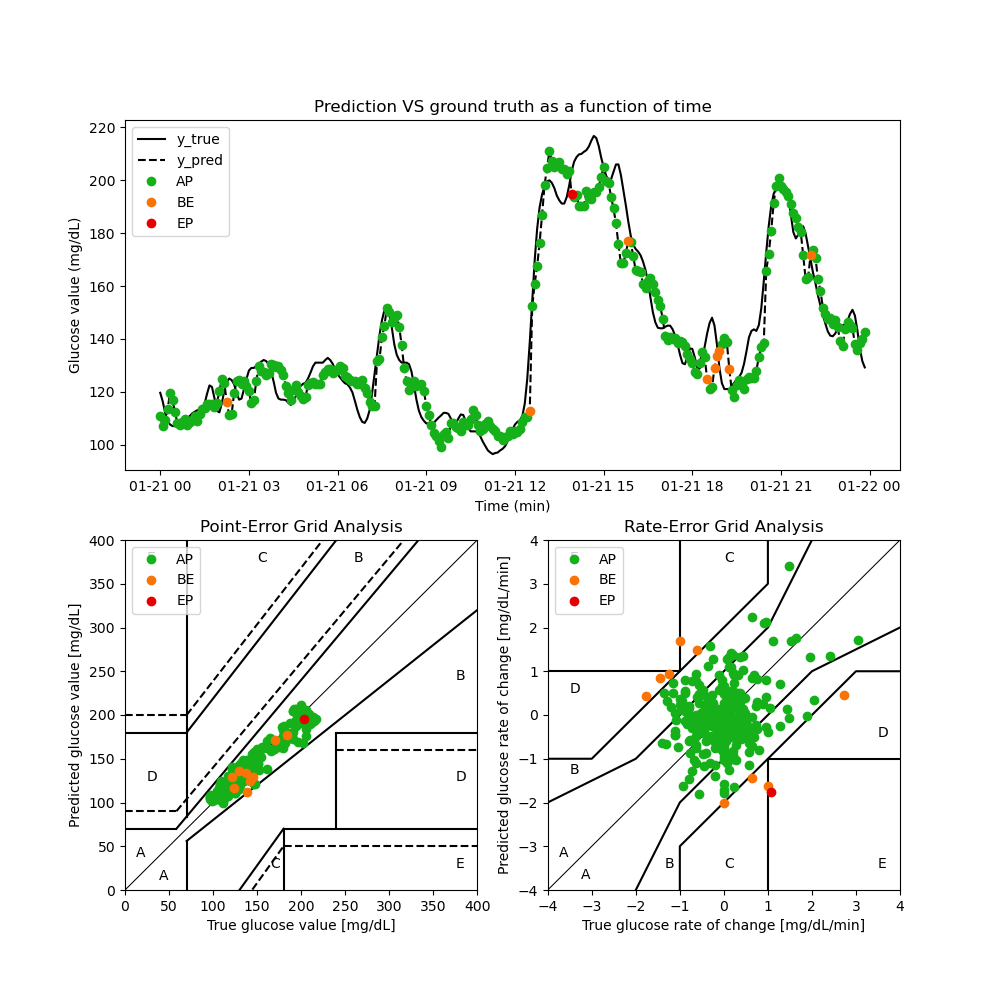 Prediction VS ground truth as a function of time
Glucose value (mg/dL)
220
200
180
160
140
120
100
y_true
y_pred
AP
BE
EP
01-21 00
01-21 03
01-21 06
01-21 09
01-21 12
01-21 15
01-21 18
01-21 21
01-22 00
Time (min)
Point-Error Grid Analysis
Predicted glucose value [mg/dL]
400
350
300
250
200
150
100
50
0
AP
BE
EP
C
B
B
D
D
A
A
C
E
0
50
100
150
200
250
300
350
400
True glucose value [mg/dL]
Rate-Error Grid Analysis
Predicted glucose rate of change [mg/dL/min]
4
3
2
1
0
−1
−2
−3
−4
AP
BE
EP
C
D
D
B
A
A
B
C
E
−4
−3
−2
−1
0
1
2
3
4
True glucose rate of change [mg/dL/min]